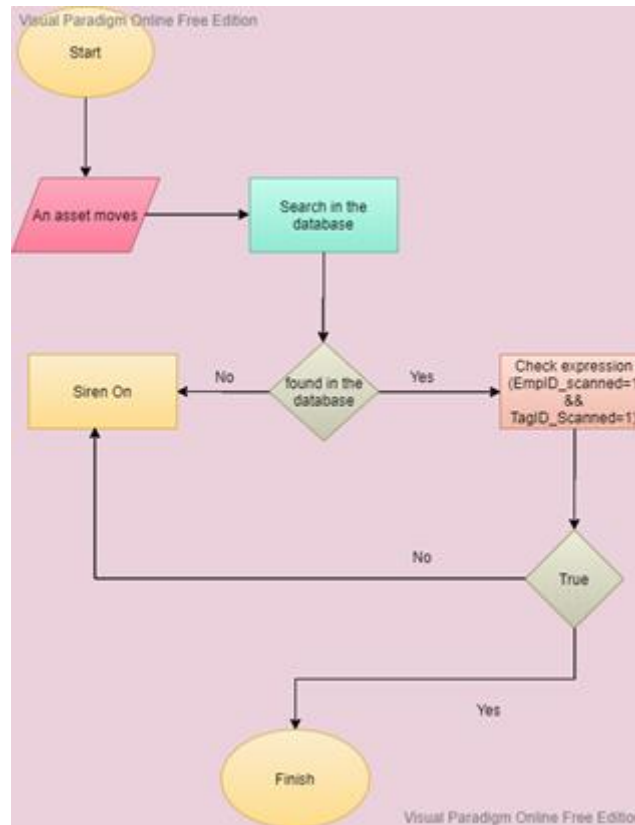 Visual Paradigm Online Free Edition
Start
An asset moves
Search in the
database
found in the
database
No
Yes
Siren On
Check expression
(EmpID_scanned=1
&&
TagID_Scanned=1)
No
True
Yes
Finish
Visual Paradigm Online Free Edition